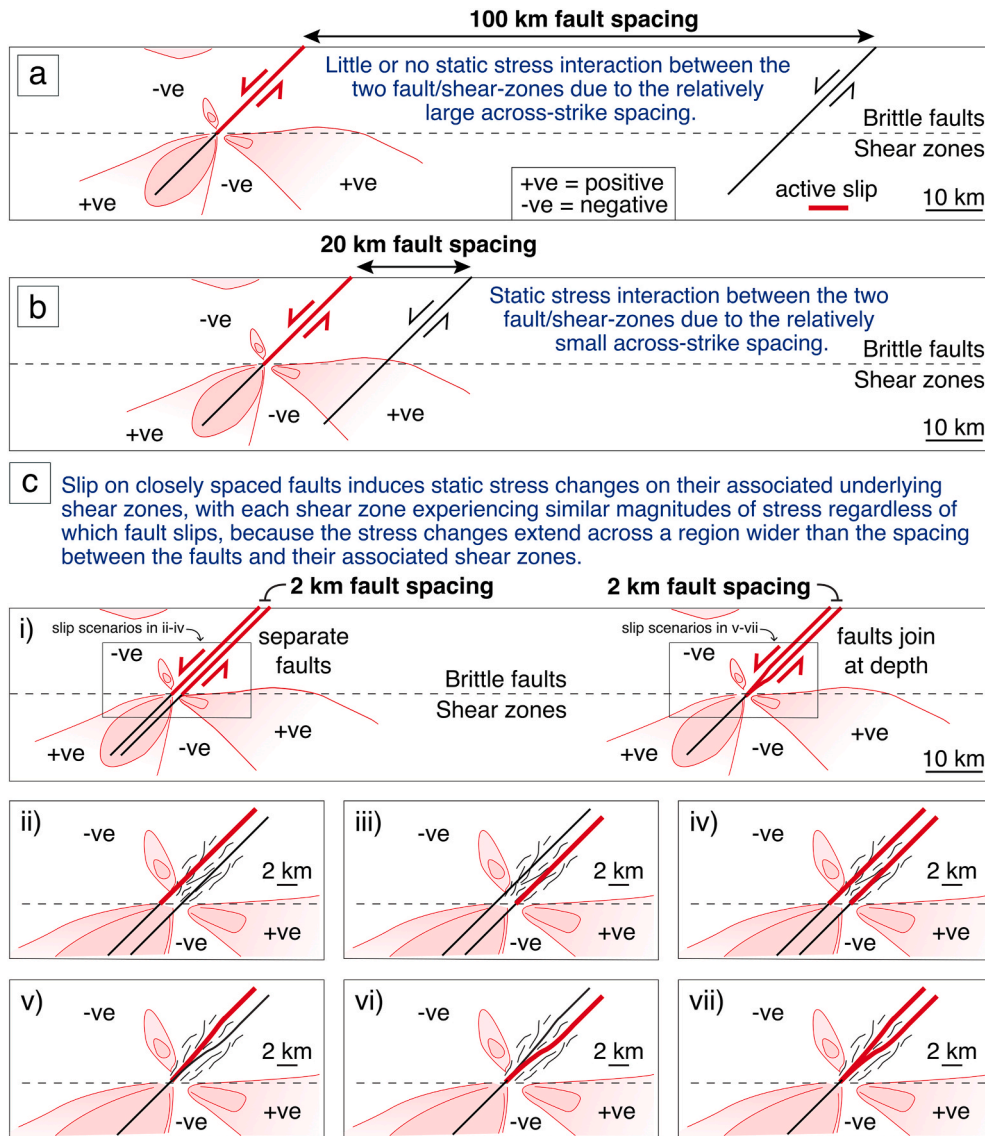 100 km fault spacing
a
-ve
Little or no static stress interaction between the
two fault/shear-zones due to the relatively
large across-strike spacing.
Brittle faults
Shear zones
+ve
-ve
+ve
+ve = positive
-ve = negative
active slip
10 km
20 km fault spacing
b
-ve
Static stress interaction between the two
fault/shear-zones due to the relatively
small across-strike spacing.
Brittle faults
Shear zones
+ve
-ve
+ve
10 km
c
Slip on closely spaced faults induces static stress changes on their associated underlying
shear zones, with each shear zone experiencing similar magnitudes of stress regardless of
which fault slips, because the stress changes extend across a region wider than the spacing
between the faults and their associated shear zones.
2 km fault spacing
2 km fault spacing
i)
slip scenarios in ii-iv
-ve
separate
faults
slip scenarios in v-vii
-ve
faults join
at depth
Brittle faults
Shear zones
+ve
-ve
+ve
+ve
-ve
+ve
10 km
ii)
-ve
2 km
-ve
+ve
iii)
-ve
2 km
-ve
+ve
iv)
-ve
2 km
-ve
+ve
v)
-ve
2 km
-ve
+ve
vi)
-ve
2 km
-ve
+ve
vii)
-ve
2 km
-ve
+ve